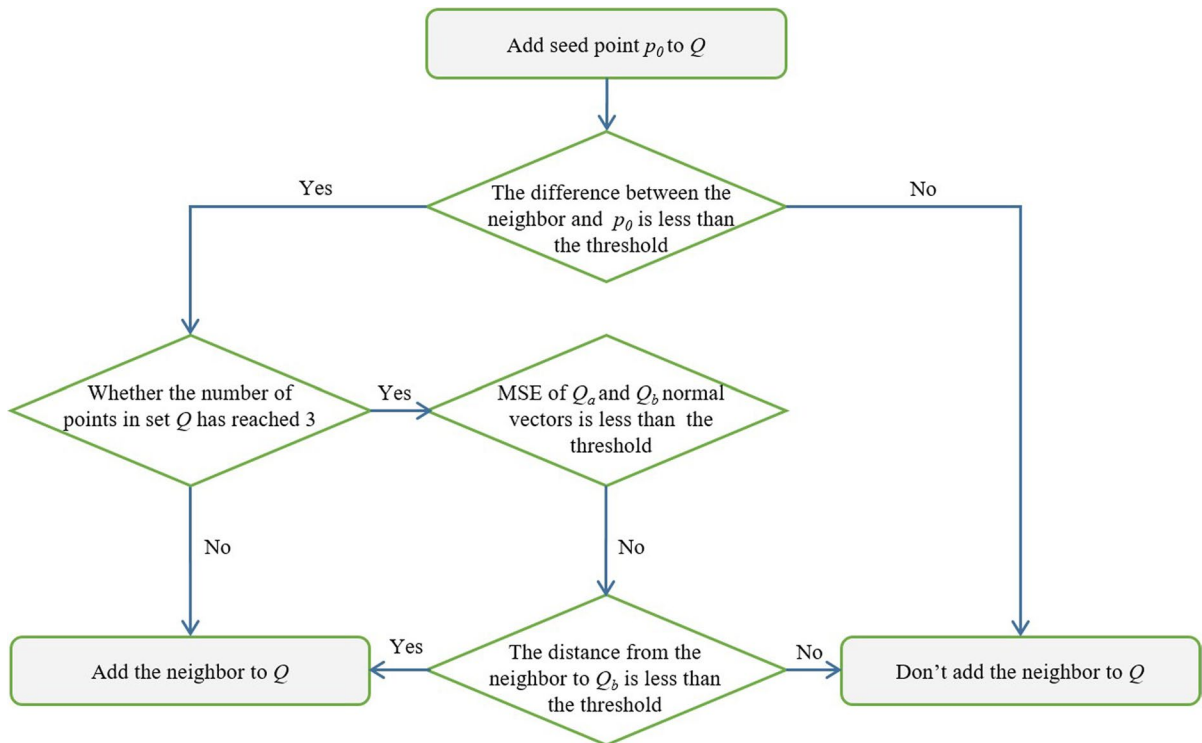 Add seed point p0 to Q
Yes
No
The difference between the
neighbor and p0 is less than
the threshold
Whether the number of
points in set Q has reached 3
Yes
MSE of Qa and Qb normal
vectors is less than the
threshold
No
No
Add the neighbor to Q
Yes
The distance from the
neighbor to Qb is less than
the threshold
No
Don’t add the neighbor to Q